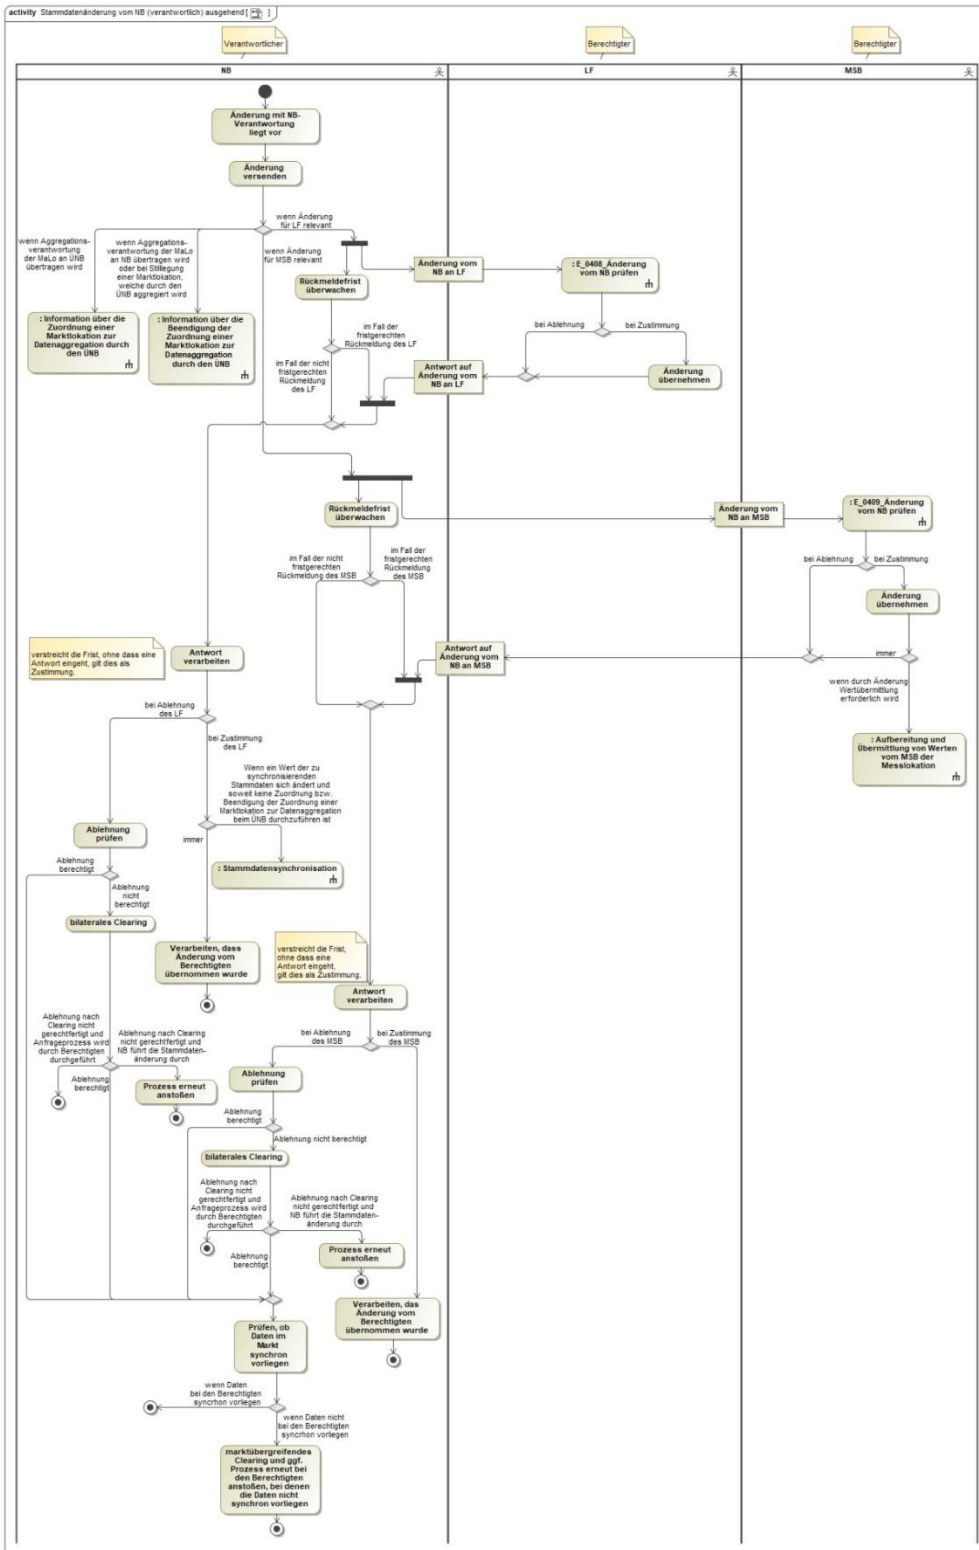 activity Stammdatenänderung vom NB (verantwortlich) ausgehend [ ]
Verantwortlicher
Berechtigter
Berechtigter
NB
LF
MSB
Änderung mit NB-
Verantwortung
liegt vor
Änderung
versenden
wenn Änderung
für LF relevant
wenn Aggregations-
verantwortung
der MaLo an ÜNB
übertragen wird
wenn Aggregations-
verantwortung der MaLo
an NB übertragen wird
oder bei Stillegung
einer Marktlokation,
welche durch den
ÜNB aggregiert wird
wenn Änderung
für MSB relevant
Rückmeldefrist
überwachen
Änderung vom
NB an LF
: E_0408_Änderung
vom NB prüfen
: Information über die
Zuordnung einer
Marktlokation zur
Datenaggregation durch
den ÜNB
: Information über die
Beendigung der
Zuordnung einer
Marktlokation zur
Datenaggregation
durch den ÜNB
im Fall der
fristgerechten
Rückmeldung des LF
bei Ablehnung
bei Zustimmung
im Fall der nicht
fristgerechten
Rückmeldung
des LF
Antwort auf
Änderung vom
NB an LF
Änderung
übernehmen
Rückmeldefrist
überwachen
Änderung vom
NB an MSB
: E_0409_Änderung
vom NB prüfen
im Fall der nicht
fristgerechten
Rückmeldung des MSB
im Fall der
fristgerechten
Rückmeldung
des MSB
bei Ablehnung
bei Zustimmung
Änderung
übernehmen
verstreicht die Frist, ohne dass eine
Antwort eingeht, gilt dies als
Zustimmung.
Antwort
verarbeiten
Antwort auf
Änderung vom
NB an MSB
immer
wenn durch Änderung
Wertübermittlung
erforderlich wird
bei Ablehnung
des LF
bei Zustimmung
des LF
: Aufbereitung und
Übermittlung von Werten
vom MSB der
Messlokation
Wenn ein Wert der zu
synchronisierenden
Stammdaten sich ändert und
soweit keine Zuordnung bzw.
Beendigung der Zuordnung einer
Marktlokation zur Datenaggregation
beim ÜNB durchzuführen ist
Ablehnung
prüfen
immer
: Stammdatensynchronisation
Ablehnung
berechtigt
Ablehnung
nicht
berechtigt
bilaterales Clearing
Verarbeiten, dass
Änderung vom
Berechtigten
übernommen wurde
verstreicht die Frist,
ohne dass eine
Antwort eingeht,
gilt dies als Zustimmung.
Antwort
verarbeiten
Ablehnung nach
Clearing nicht
gerechtfertigt und
Anfrageprozess wird
durch Berechtigten
durchgeführt
Ablehnung nach Clearing
nicht gerechtfertigt und
NB führt die Stammdaten-
änderung durch
bei Ablehnung
des MSB
bei Zustimmung
des MSB
Ablehnung
berechtigt
Prozess erneut
anstoßen
Ablehnung
prüfen
Ablehnung
berechtigt
Ablehnung nicht berechtigt
bilaterales Clearing
Ablehnung nach
Clearing nicht
gerechtfertigt und
Anfrageprozess wird
durch Berechtigten
durchgeführt
Ablehnung nach Clearing
nicht gerechtfertigt und
NB führt die Stammdaten-
änderung durch
Ablehnung
berechtigt
Prozess erneut
anstoßen
Verarbeiten, das
Änderung vom
Berechtigten
übernommen wurde
Prüfen, ob
Daten im
Markt
synchron
vorliegen
wenn Daten
bei den Berechtigten
syncrhon vorliegen
wenn Daten nicht
bei den Berechtigten
syncrhon vorliegen
marktübergreifendes
Clearing und ggf.
Prozess erneut bei
den Berechtigten
anstoßen, bei denen
die Daten nicht
synchron vorliegen